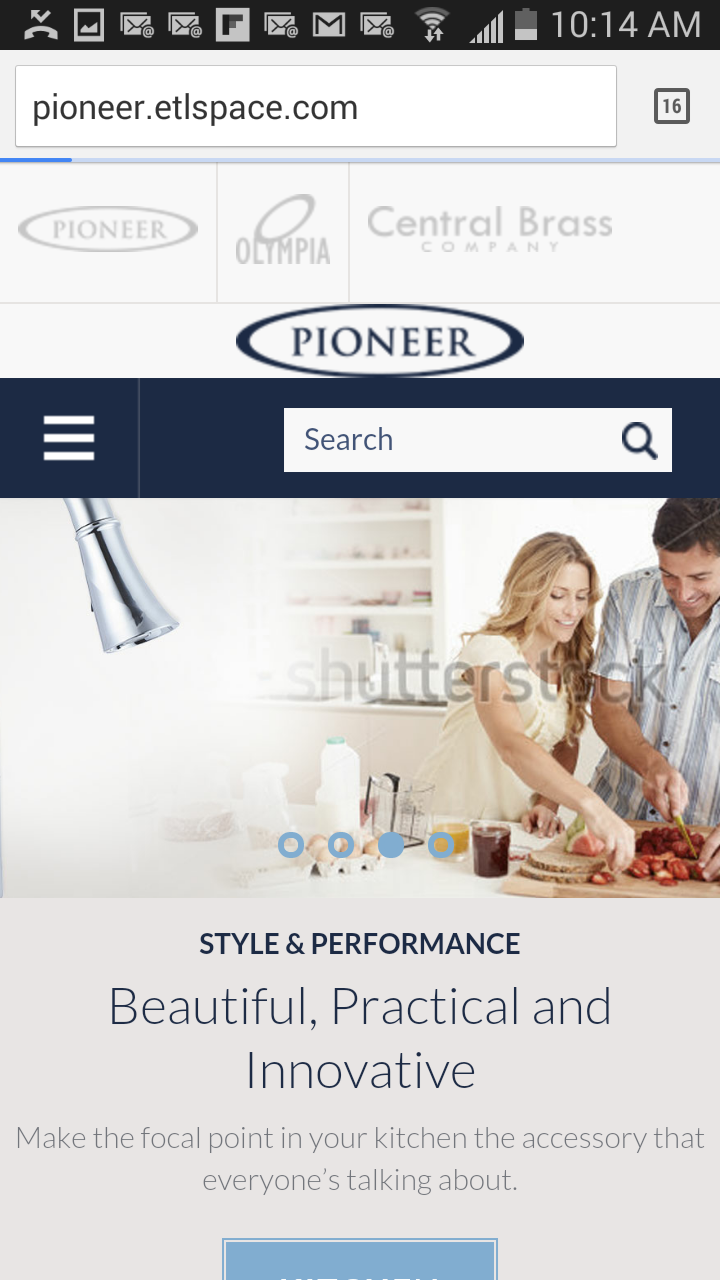 10:14 AM
pioneer.etlspace.com
16
PIONEER
OLYMPIA
Central Brass
COMPANY
PIONEER
Search
shutterstock
STYLE & PERFORMANCE
Beautiful, Practical and
Innovative
Make the focal point in your kitchen the accessory that
everyone’s talking about.